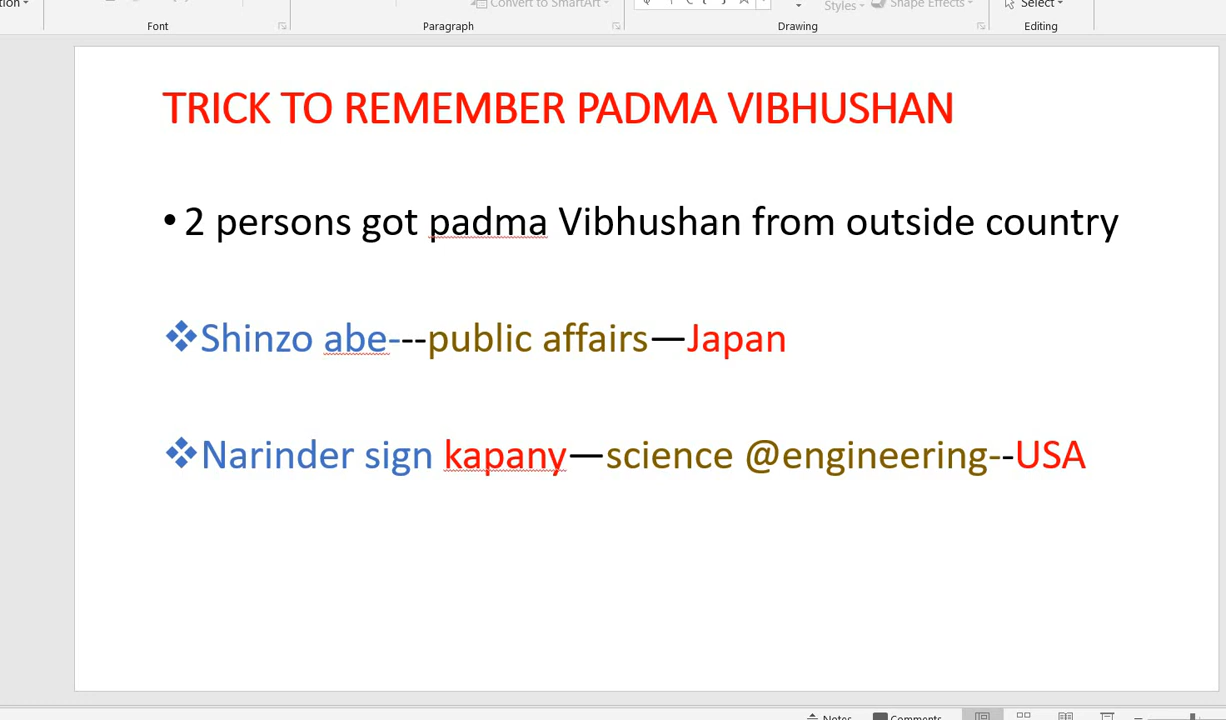 Convert to SmartArt
Styles
Shape Effects
Select
Font
Paragraph
Drawing
Editing
TRICK TO REMEMBER PADMA VIBHUSHAN
• 2 persons got padma Vibhushan from outside country
❖Shinzo abe---public affairs—Japan
❖Narinder sign kapany—science @engineering--USA
Notes
Comments